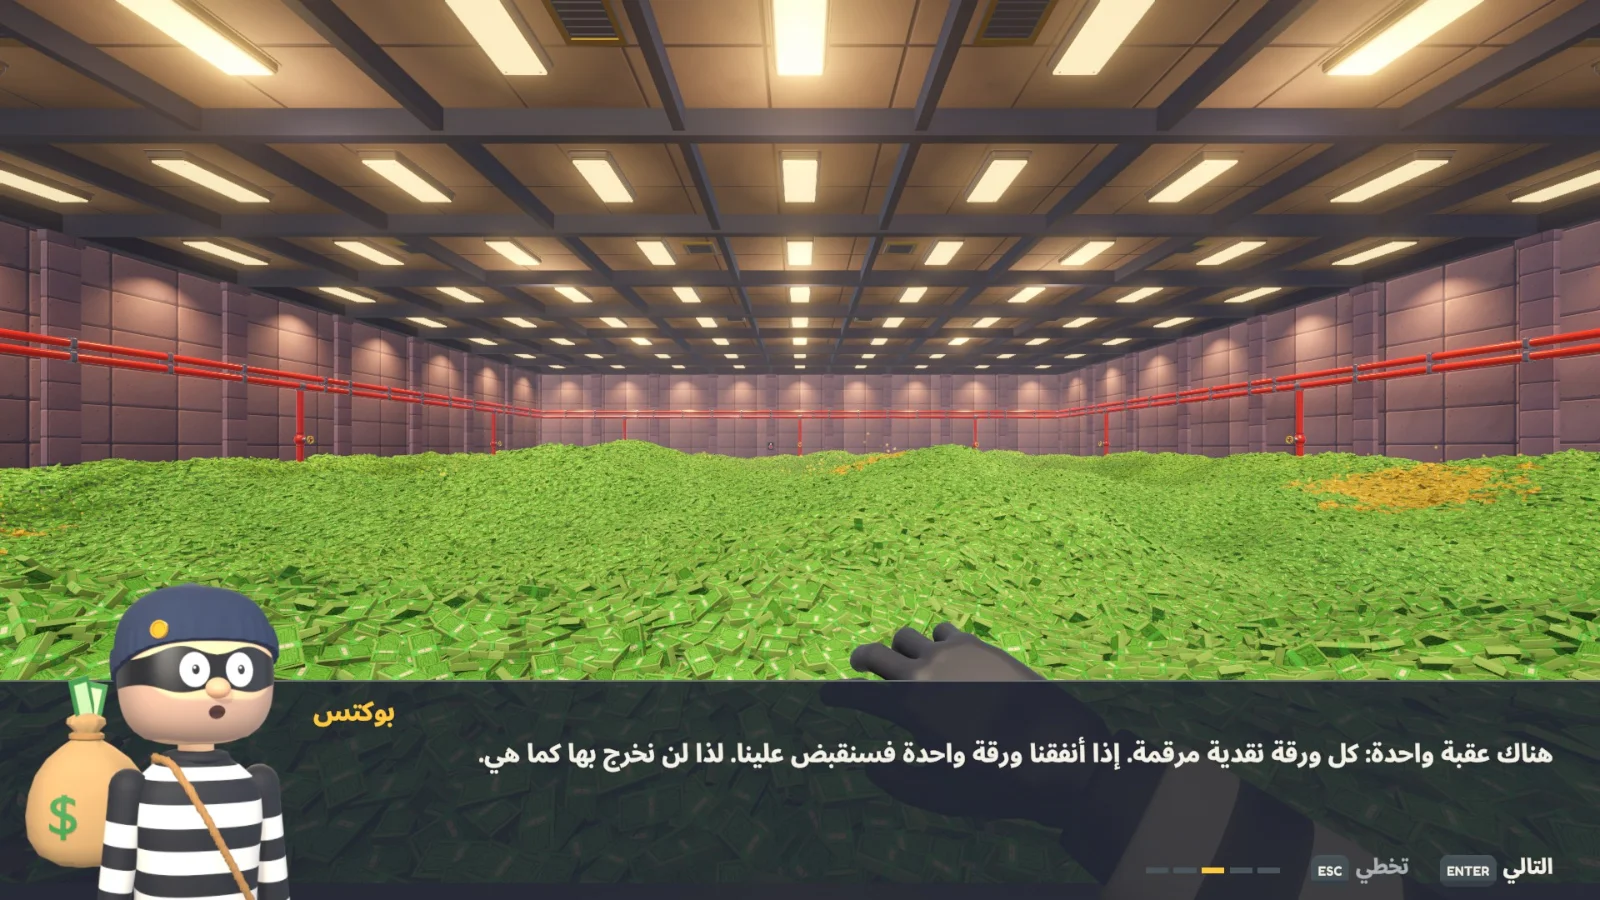 بوكتس
هناك عقبة واحدة: كل ورقة نقدية مرقمة. إذا أنفقنا ورقة واحدة فسنقبض علينا. لذا لن نخرج بها كما هي.
التالي ENTER تخطي ESC
$